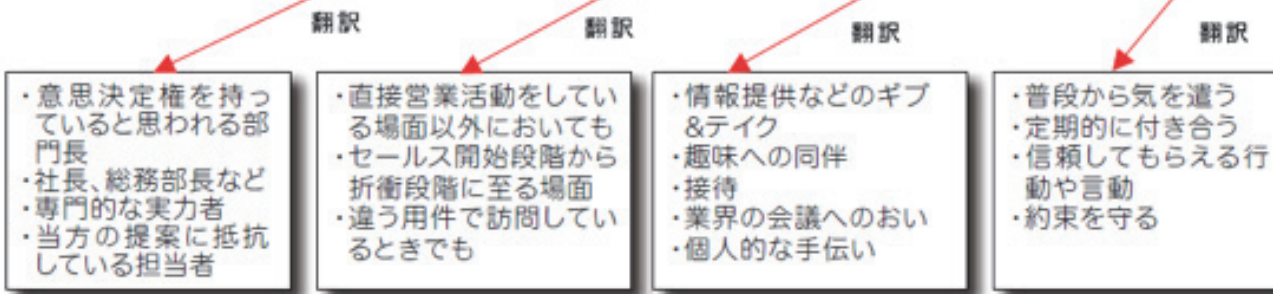 翻訳
翻訳
翻訳
翻訳
・意思決定権を持っ
ていると思われる部
門長
・社長、総務部長など
・専門的な実力者
・当方の提案に抵抗
している担当者
・直接営業活動をしてい
る場面以外においても
・セールス開始段階から
折衝段階に至る場面
・違う用件で訪問してい
るときでも
・情報提供などのギブ
&テイク
・趣味への同伴
・接待
・業界の会議へのおい
・個人的な手伝い
・普段から気を遣う
・定期的に付き合う
・信頼してもらえる行
動や言動
・約束を守る